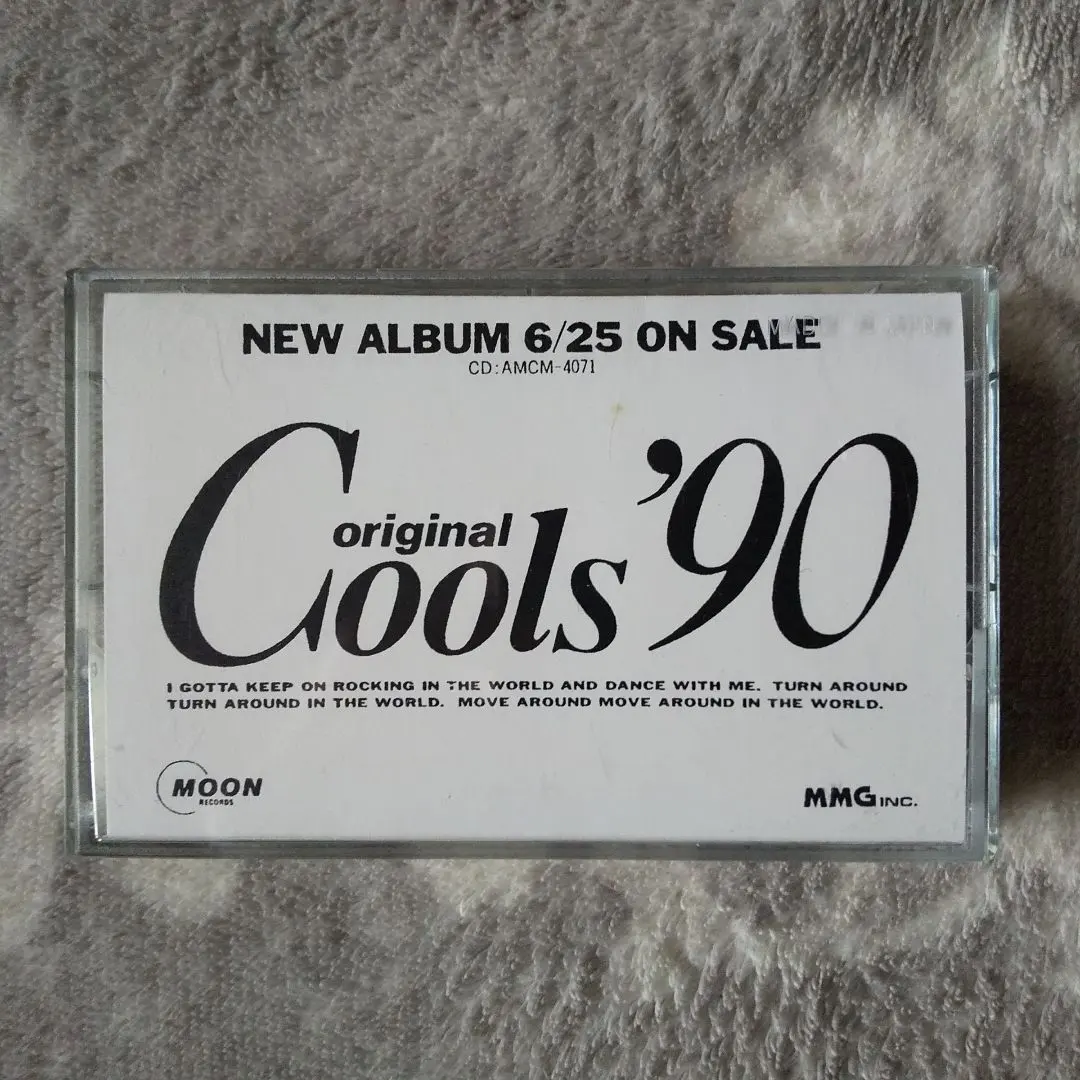 NEW ALBUM 6/25 ON SALE
CD:AMCM-4071
original
Cools '90
I GOTTA KEEP ON ROCKING IN THE WORLD AND DANCE WITH ME. TURN AROUND
TURN AROUND IN THE WORLD. MOVE AROUND MOVE AROUND IN THE WORLD.
MOON
RECORDS
MMG INC.